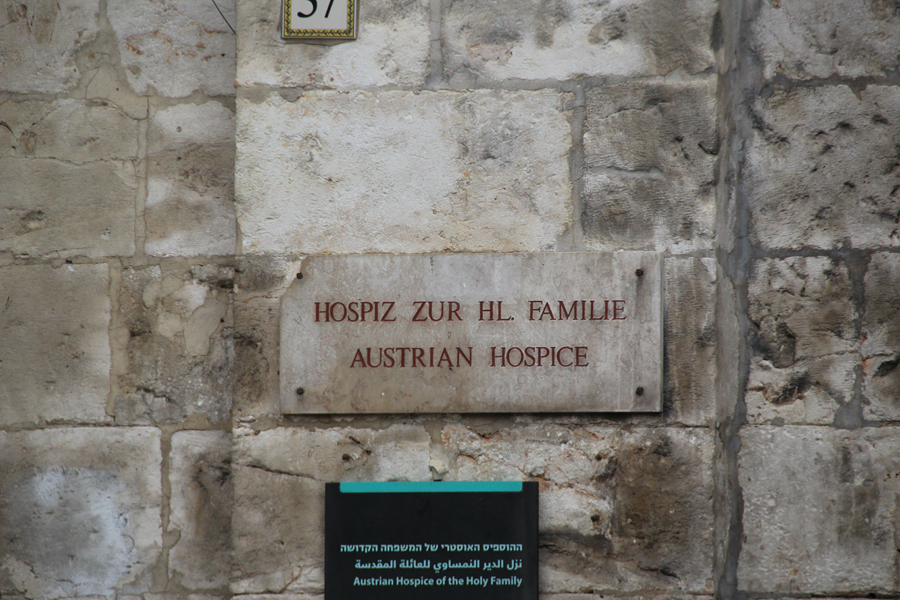 37
HOSPIZ ZUR HL. FAMILIE
AUSTRIAN HOSPICE
ההוספיס האוסטרי של המשפחה הקדושה
نزل الدير النمساوي للعائلة المقدسة
Austrian Hospice of the Holy Family